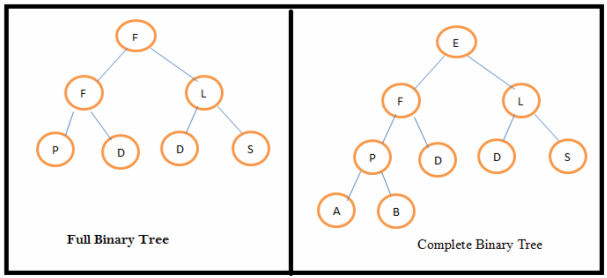 F
F L
P D D S
Full Binary Tree
E
F L
P D D S
A B
Complete Binary Tree